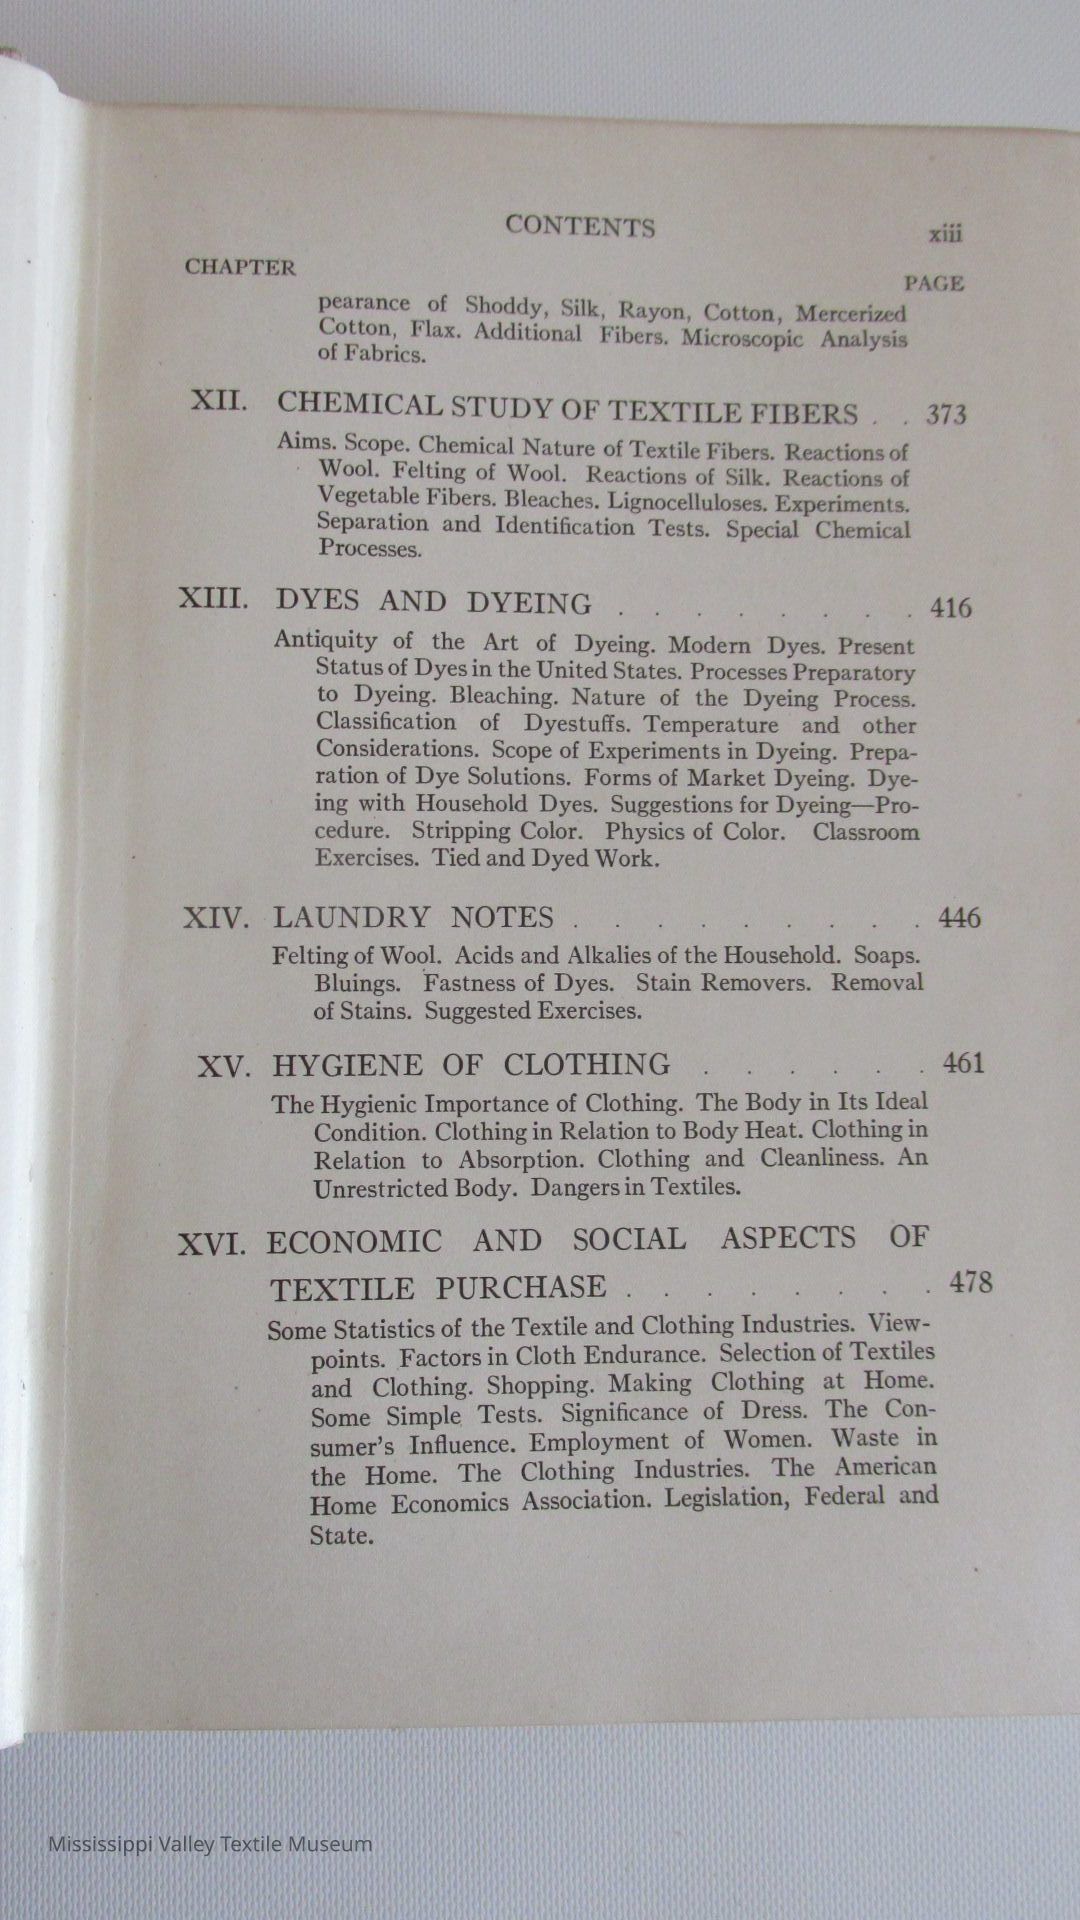 CONTENTS xiii
CHAPTER PAGE
pearance of Shoddy, Silk, Rayon, Cotton, Mercerized
Cotton, Flax. Additional Fibers. Microscopic Analysis
of Fabrics.
XII. CHEMICAL STUDY OF TEXTILE FIBERS . . 373
Aims. Scope. Chemical Nature of Textile Fibers. Reactions of
Wool. Felting of Wool. Reactions of Silk. Reactions of
Vegetable Fibers. Bleaches. Lignocelluloses. Experiments.
Separation and Identification Tests. Special Chemical
Processes.
XIII. DYES AND DYEING . . . . . . . . 416
Antiquity of the Art of Dyeing. Modern Dyes. Present
Status of Dyes in the United States. Processes Preparatory
to Dyeing. Bleaching. Nature of the Dyeing Process.
Classification of Dyestuffs. Temperature and other
Considerations. Scope of Experiments in Dyeing. Prepa-
ration of Dye Solutions. Forms of Market Dyeing. Dye-
ing with Household Dyes. Suggestions for Dyeing—Pro-
cedure. Stripping Color. Physics of Color. Classroom
Exercises. Tied and Dyed Work.
XIV. LAUNDRY NOTES . . . . . . . . . 446
Felting of Wool. Acids and Alkalies of the Household. Soaps.
Bluings. Fastness of Dyes. Stain Removers. Removal
of Stains. Suggested Exercises.
XV. HYGIENE OF CLOTHING . . . . . . 461
The Hygienic Importance of Clothing. The Body in Its Ideal
Condition. Clothing in Relation to Body Heat. Clothing in
Relation to Absorption. Clothing and Cleanliness. An
Unrestricted Body. Dangers in Textiles.
XVI. ECONOMIC AND SOCIAL ASPECTS OF
TEXTILE PURCHASE . . . . . . . . 478
Some Statistics of the Textile and Clothing Industries. View-
points. Factors in Cloth Endurance. Selection of Textiles
and Clothing. Shopping. Making Clothing at Home.
Some Simple Tests. Significance of Dress. The Con-
sumer's Influence. Employment of Women. Waste in
the Home. The Clothing Industries. The American
Home Economics Association. Legislation, Federal and
State.
Mississippi Valley Textile Museum